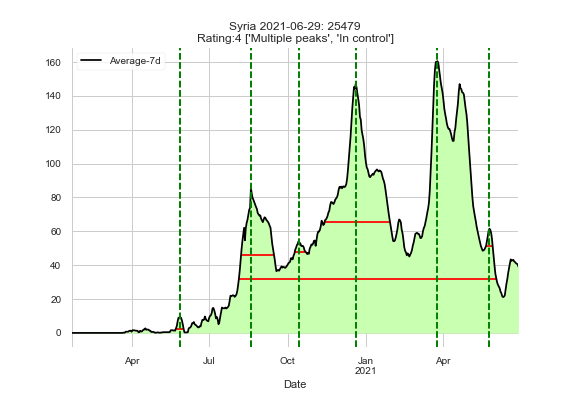 Syria 2021-06-29: 25479
Rating:4 ['Multiple peaks', 'In control']
Average-7d
160
140
120
100
80
60
40
20
0
Apr
Jul
Oct
Jan
2021
Apr
Date